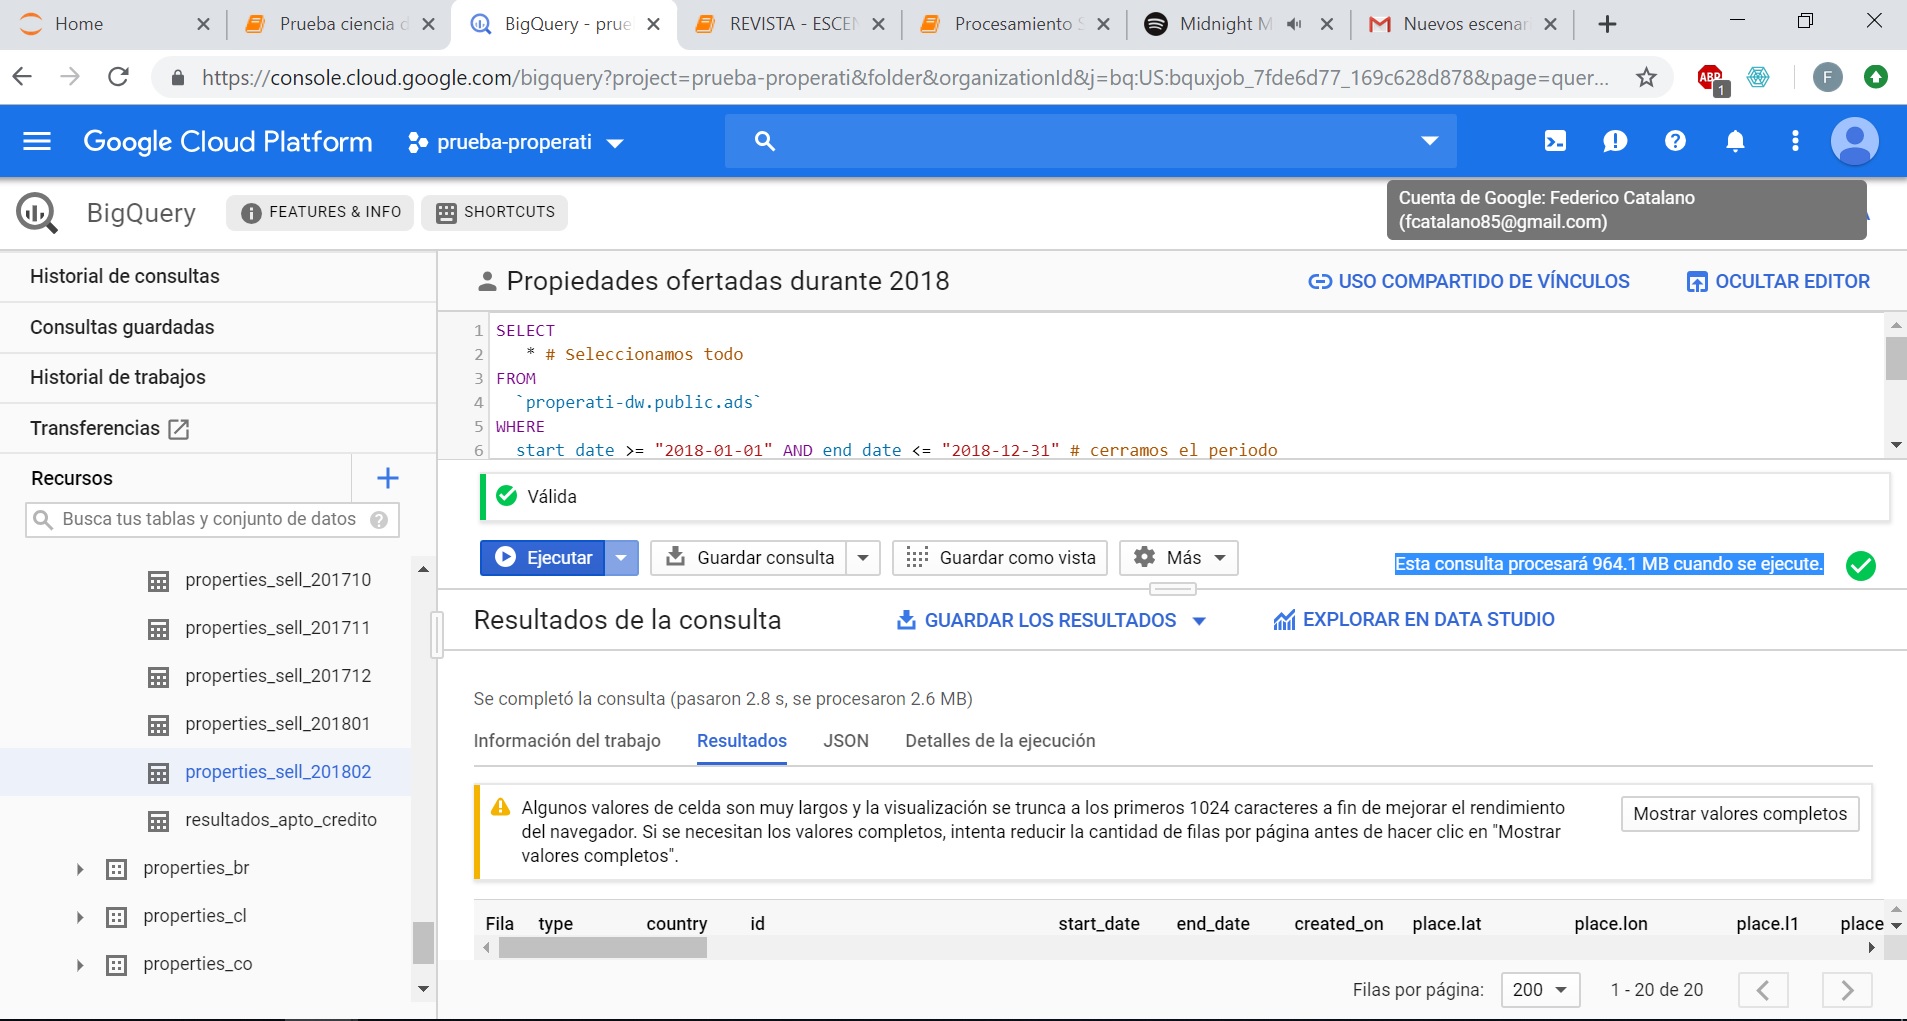 Home
Prueba ciencia d
BigQuery - prue
REVISTA - ESCEN
Procesamiento S
Midnight M
Nuevos escenari
https://console.cloud.google.com/bigquery?project=prueba-properati&folder&organizationId&j=bq:US:bquxjob_7fde6d77_169c628d878&page=quer...
ABP
1
F
Google Cloud Platform
prueba-properati
BigQuery
FEATURES & INFO
SHORTCUTS
Cuenta de Google: Federico Catalano
(fcatalano85@gmail.com)
Historial de consultas
Consultas guardadas
Historial de trabajos
Transferencias
Recursos
Busca tus tablas y conjunto de datos
properties_sell_201710
properties_sell_201711
properties_sell_201712
properties_sell_201801
properties_sell_201802
resultados_apto_credito
properties_br
properties_cl
properties_co
Propiedades ofertadas durante 2018
USO COMPARTIDO DE VÍNCULOS
OCULTAR EDITOR
1 SELECT
2 * # Seleccionamos todo
3 FROM
4 `properati-dw.public.ads`
5 WHERE
6 start_date >= "2018-01-01" AND end_date <= "2018-12-31" # cerramos el periodo
Válida
Ejecutar
Guardar consulta
Guardar como vista
Más
Esta consulta procesará 964.1 MB cuando se ejecute.
Resultados de la consulta
GUARDAR LOS RESULTADOS
EXPLORAR EN DATA STUDIO
Se completó la consulta (pasaron 2.8 s, se procesaron 2.6 MB)
Información del trabajo
Resultados
JSON
Detalles de la ejecución
Algunos valores de celda son muy largos y la visualización se trunca a los primeros 1024 caracteres a fin de mejorar el rendimiento
del navegador. Si se necesitan los valores completos, intenta reducir la cantidad de filas por página antes de hacer clic en "Mostrar
valores completos".
Mostrar valores completos
Fila type country id start_date end_date created_on place.lat place.lon place.l1 place
Filas por página: 200 1 - 20 de 20